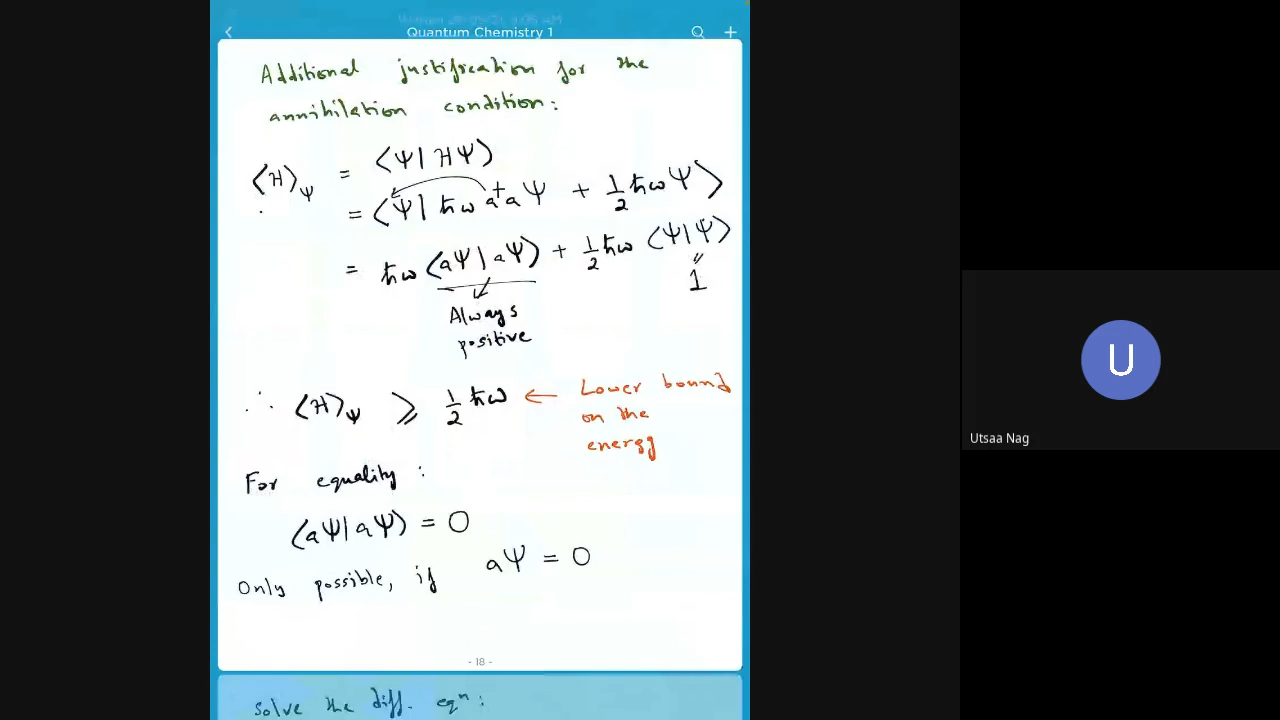 Quantum Chemistry 1
Additional justification for the
annihilation condition:
⟨H⟩_Ψ = ⟨Ψ| HΨ⟩
= ⟨Ψ| ħω a⁺a Ψ + 1/2 ħω Ψ⟩
= ħω ⟨aΨ| aΨ⟩ + 1/2 ħω ⟨Ψ|Ψ⟩
1
Always
positive
∴ ⟨H⟩_Ψ ⩾ 1/2 ħω ← Lower bound
on the
energy
For equality:
⟨aΨ| aΨ⟩ = 0
Only possible, if aΨ = 0
- 18 -
Solve the diff. eqⁿ:
U
Utsaa Nag